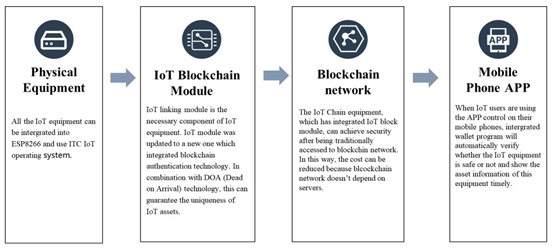 Physical
Equipment
All the IoT equipment can
be intergrated into
ESP8266 and use ITC IoT
operating system.
IoT Blockchain
Module
IoT linking module is the
necessary component of IoT
equipment. IoT module was
updated to a new one which
integrated blockchain
authentication technology. In
combination with DOA (Dead
on Arrival) technology, this can
guarantee the uniqueness of
IoT assets.
Blockchain
network
The IoT Chain equipment,
which has integrated IoT block
module, can achieve security
after being traditionally
accessed to blockchin network.
In this way, the cost can be
reduced because blcockchain
network doesn't depend on
servers.
APP
Mobile
Phone APP
When IoT users are using
the APP control on their
mobile phones, intergrated
wallet program will
automatically verify
whether the IoT equipment
is safe or not and show the
asset information of this
equipment timely.